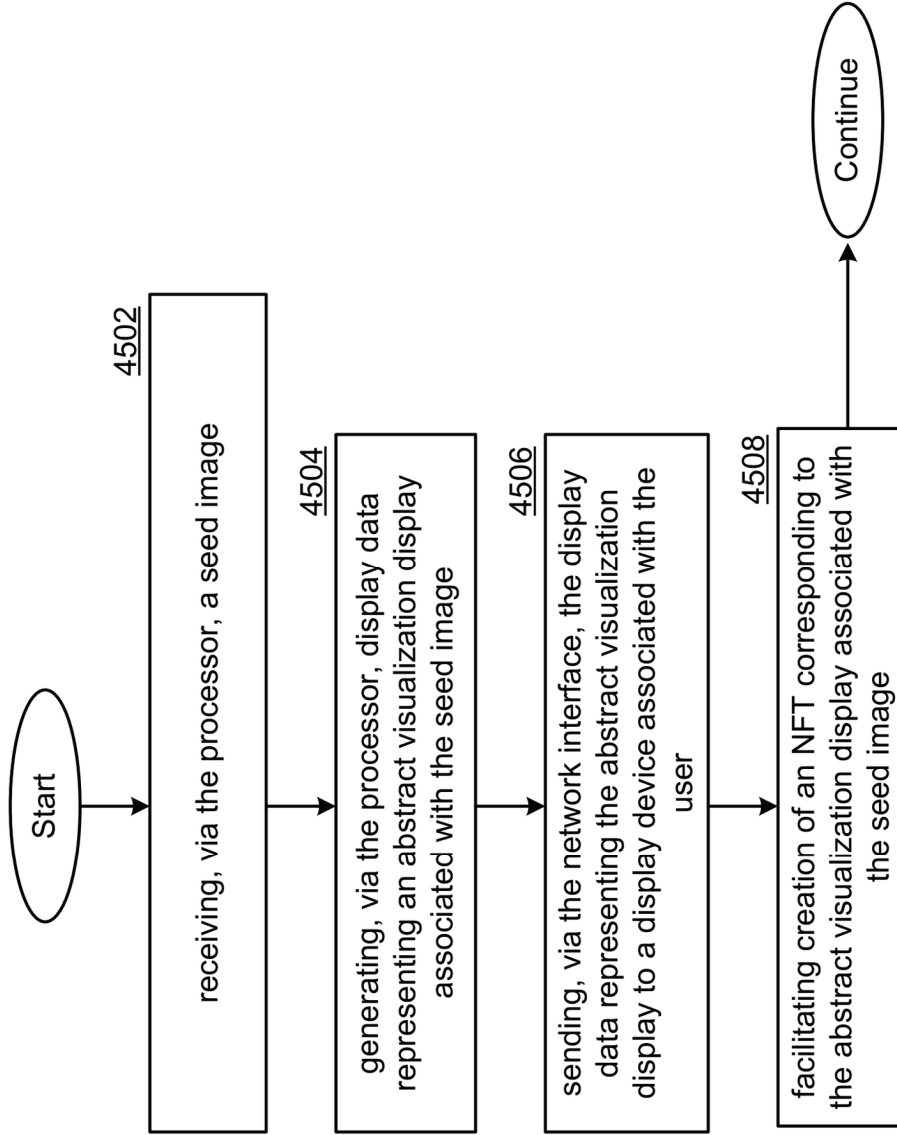 Start
4502
receiving, via the processor, a seed image
4504
generating, via the processor, display data
representing an abstract visualization display
associated with the seed image
4506
sending, via the network interface, the display
data representing the abstract visualization
display to a display device associated with the
user
4508
facilitating creation of an NFT corresponding to
the abstract visualization display associated with
the seed image
Continue